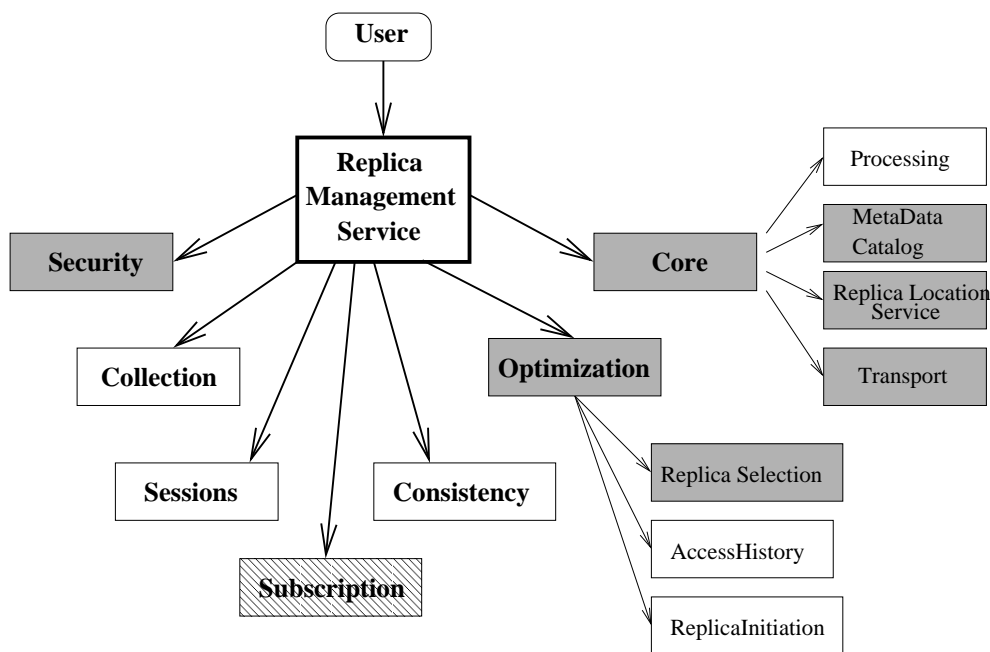 User
Replica
Management
Service
Processing
MetaData
Catalog
Security
Core
Replica Location
Service
Collection
Optimization
Transport
Sessions
Consistency
Replica Selection
Subscription
AccessHistory
ReplicaInitiation